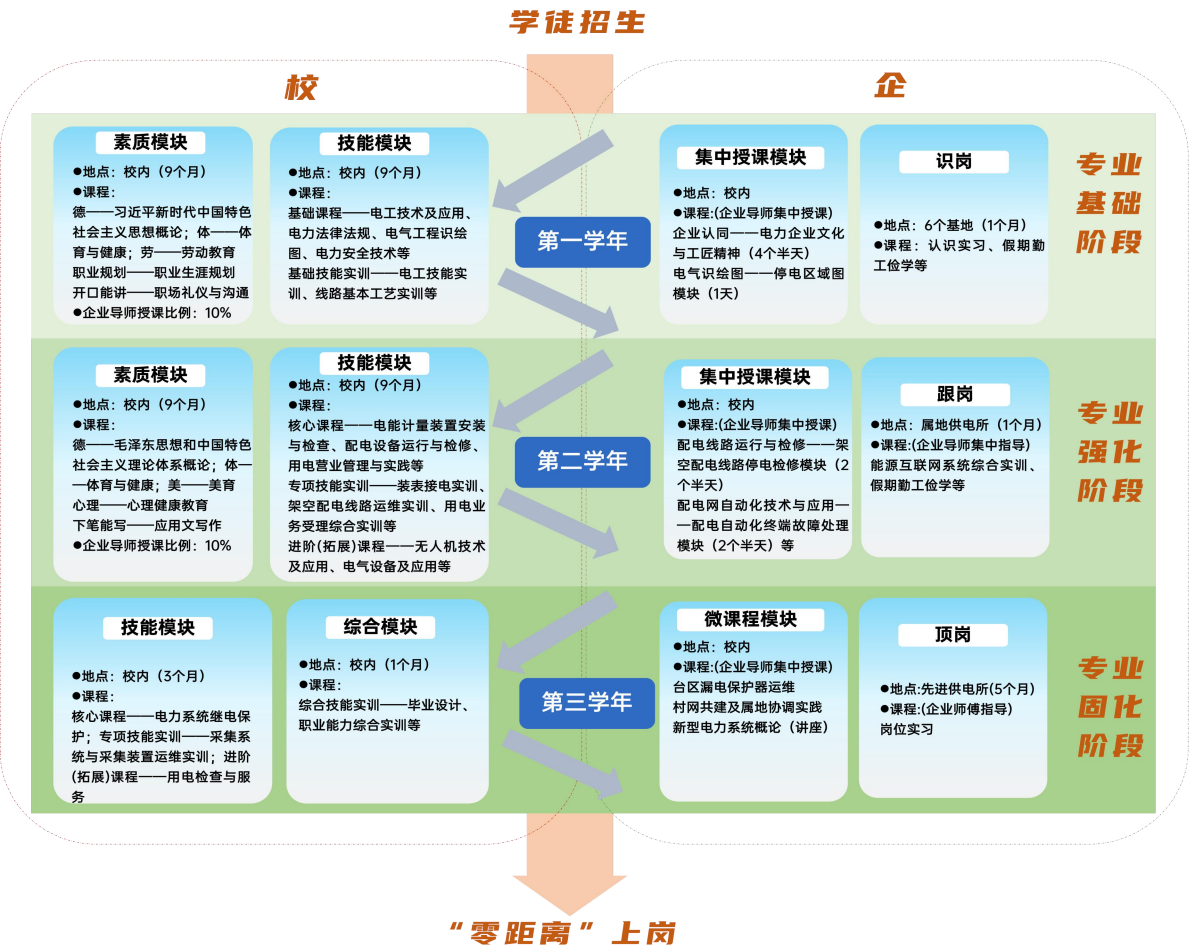 学徒招生
校
企
素质模块
●地点：校内（9个月）
●课程：
德——习近平新时代中国特色
社会主义思想概论；体——体
育与健康；劳——劳动教育
职业规划——职业生涯规划
开口能讲——职场礼仪与沟通
●企业导师授课比例：10%
技能模块
●地点：校内（9个月）
●课程：
基础课程——电工技术及应用、
电力法律法规、电气工程识绘
图、电力安全技术等
基础技能实训——电工技能实
训、线路基本工艺实训等
第一学年
集中授课模块
●地点：校内
●课程:(企业导师集中授课)
企业认同——电力企业文化
与工匠精神（4个半天）
电气识绘图——停电区域图
模块（1天）
识岗
●地点：6个基地（1个月）
●课程：认识实习、假期勤
工俭学等
专业
基础
阶段
素质模块
●地点：校内（9个月）
●课程：
德——毛泽东思想和中国特色
社会主义理论体系概论；体—
—体育与健康；美——美育
心理——心理健康教育
下笔能写——应用文写作
●企业导师授课比例：10%
技能模块
●地点：校内（9个月）
●课程：
核心课程——电能计量装置安装
与检查、配电设备运行与检修、
用电营业管理与实践等
专项技能实训——装表接电实训、
架空配电线路运维实训、用电业
务受理综合实训等
进阶(拓展)课程——无人机技术
及应用、电气设备及应用等
第二学年
集中授课模块
●地点：校内
●课程:(企业导师集中授课)
配电线路运行与检修——架
空配电线路停电检修模块（2
个半天）
配电网自动化技术与应用—
—配电自动化终端故障处理
模块（2个半天）等
跟岗
●地点：属地供电所（1个月）
●课程:(企业导师集中指导)
能源互联网系统综合实训、
假期勤工俭学等
专业
强化
阶段
技能模块
●地点：校内（3个月）
●课程：
核心课程——电力系统继电保
护；专项技能实训——采集系
统与采集装置运维实训；进阶
(拓展)课程——用电检查与服
务
综合模块
●地点：校内（1个月）
●课程：
综合技能实训——毕业设计、
职业能力综合实训等
第三学年
微课程模块
●地点：校内
●课程:(企业导师集中授课)
台区漏电保护器运维
村网共建及属地协调实践
新型电力系统概论（讲座）
顶岗
●地点:先进供电所(5个月)
●课程:(企业师傅指导)
岗位实习
专业
固化
阶段
“零距离”上岗